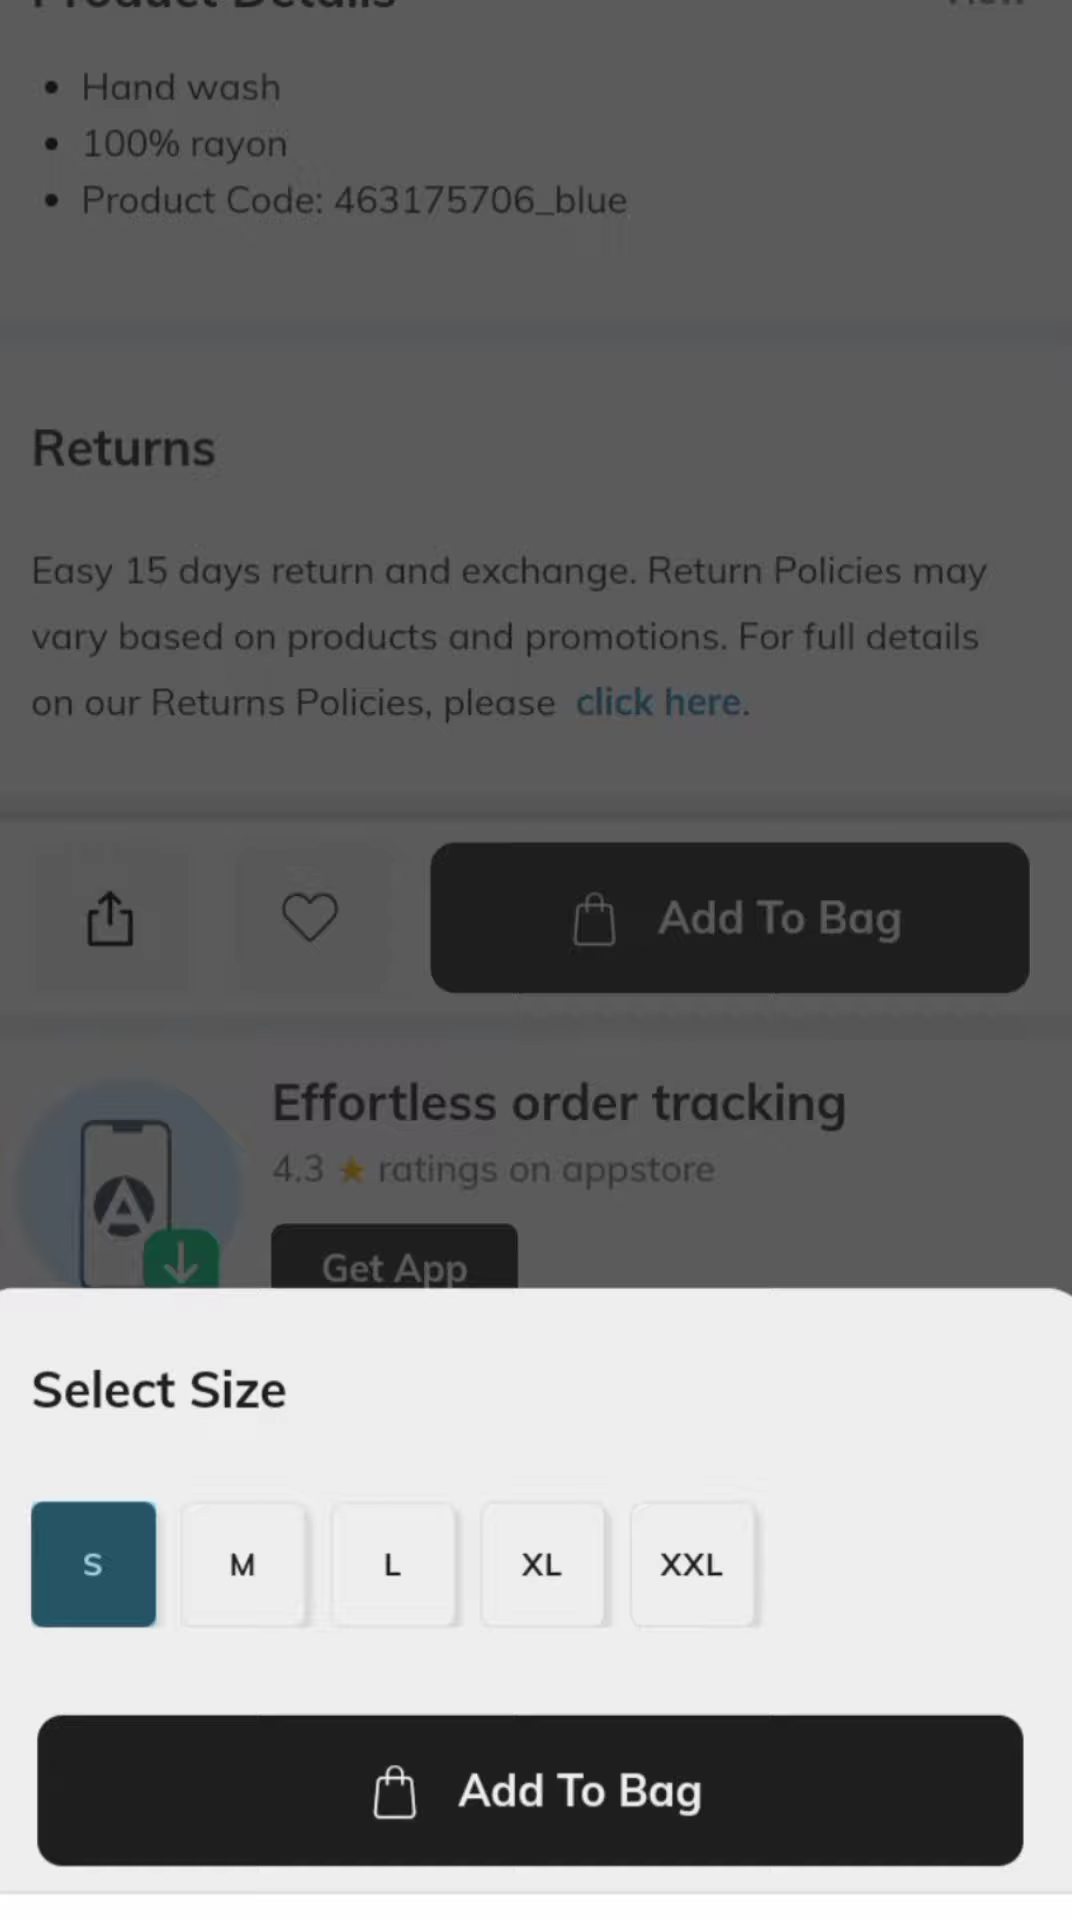 Product Details
Hand wash
100% rayon
Product Code: 463175706_blue
Returns
Easy 15 days return and exchange. Return Policies may
vary based on products and promotions. For full details
on our Returns Policies, please click here.
Add To Bag
Effortless order tracking
4.3 ★ ratings on appstore
Get App
Select Size
S M L XL XXL
Add To Bag